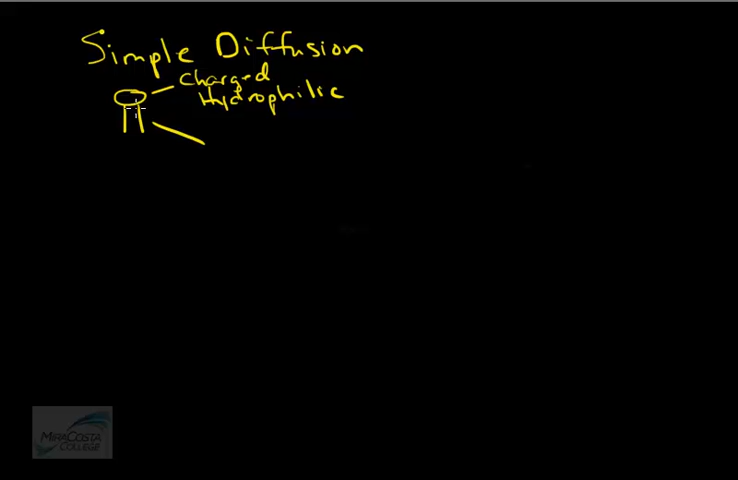 Simple Diffusion
Charged
Hydrophilic
MIRACOSTA
COLLEGE